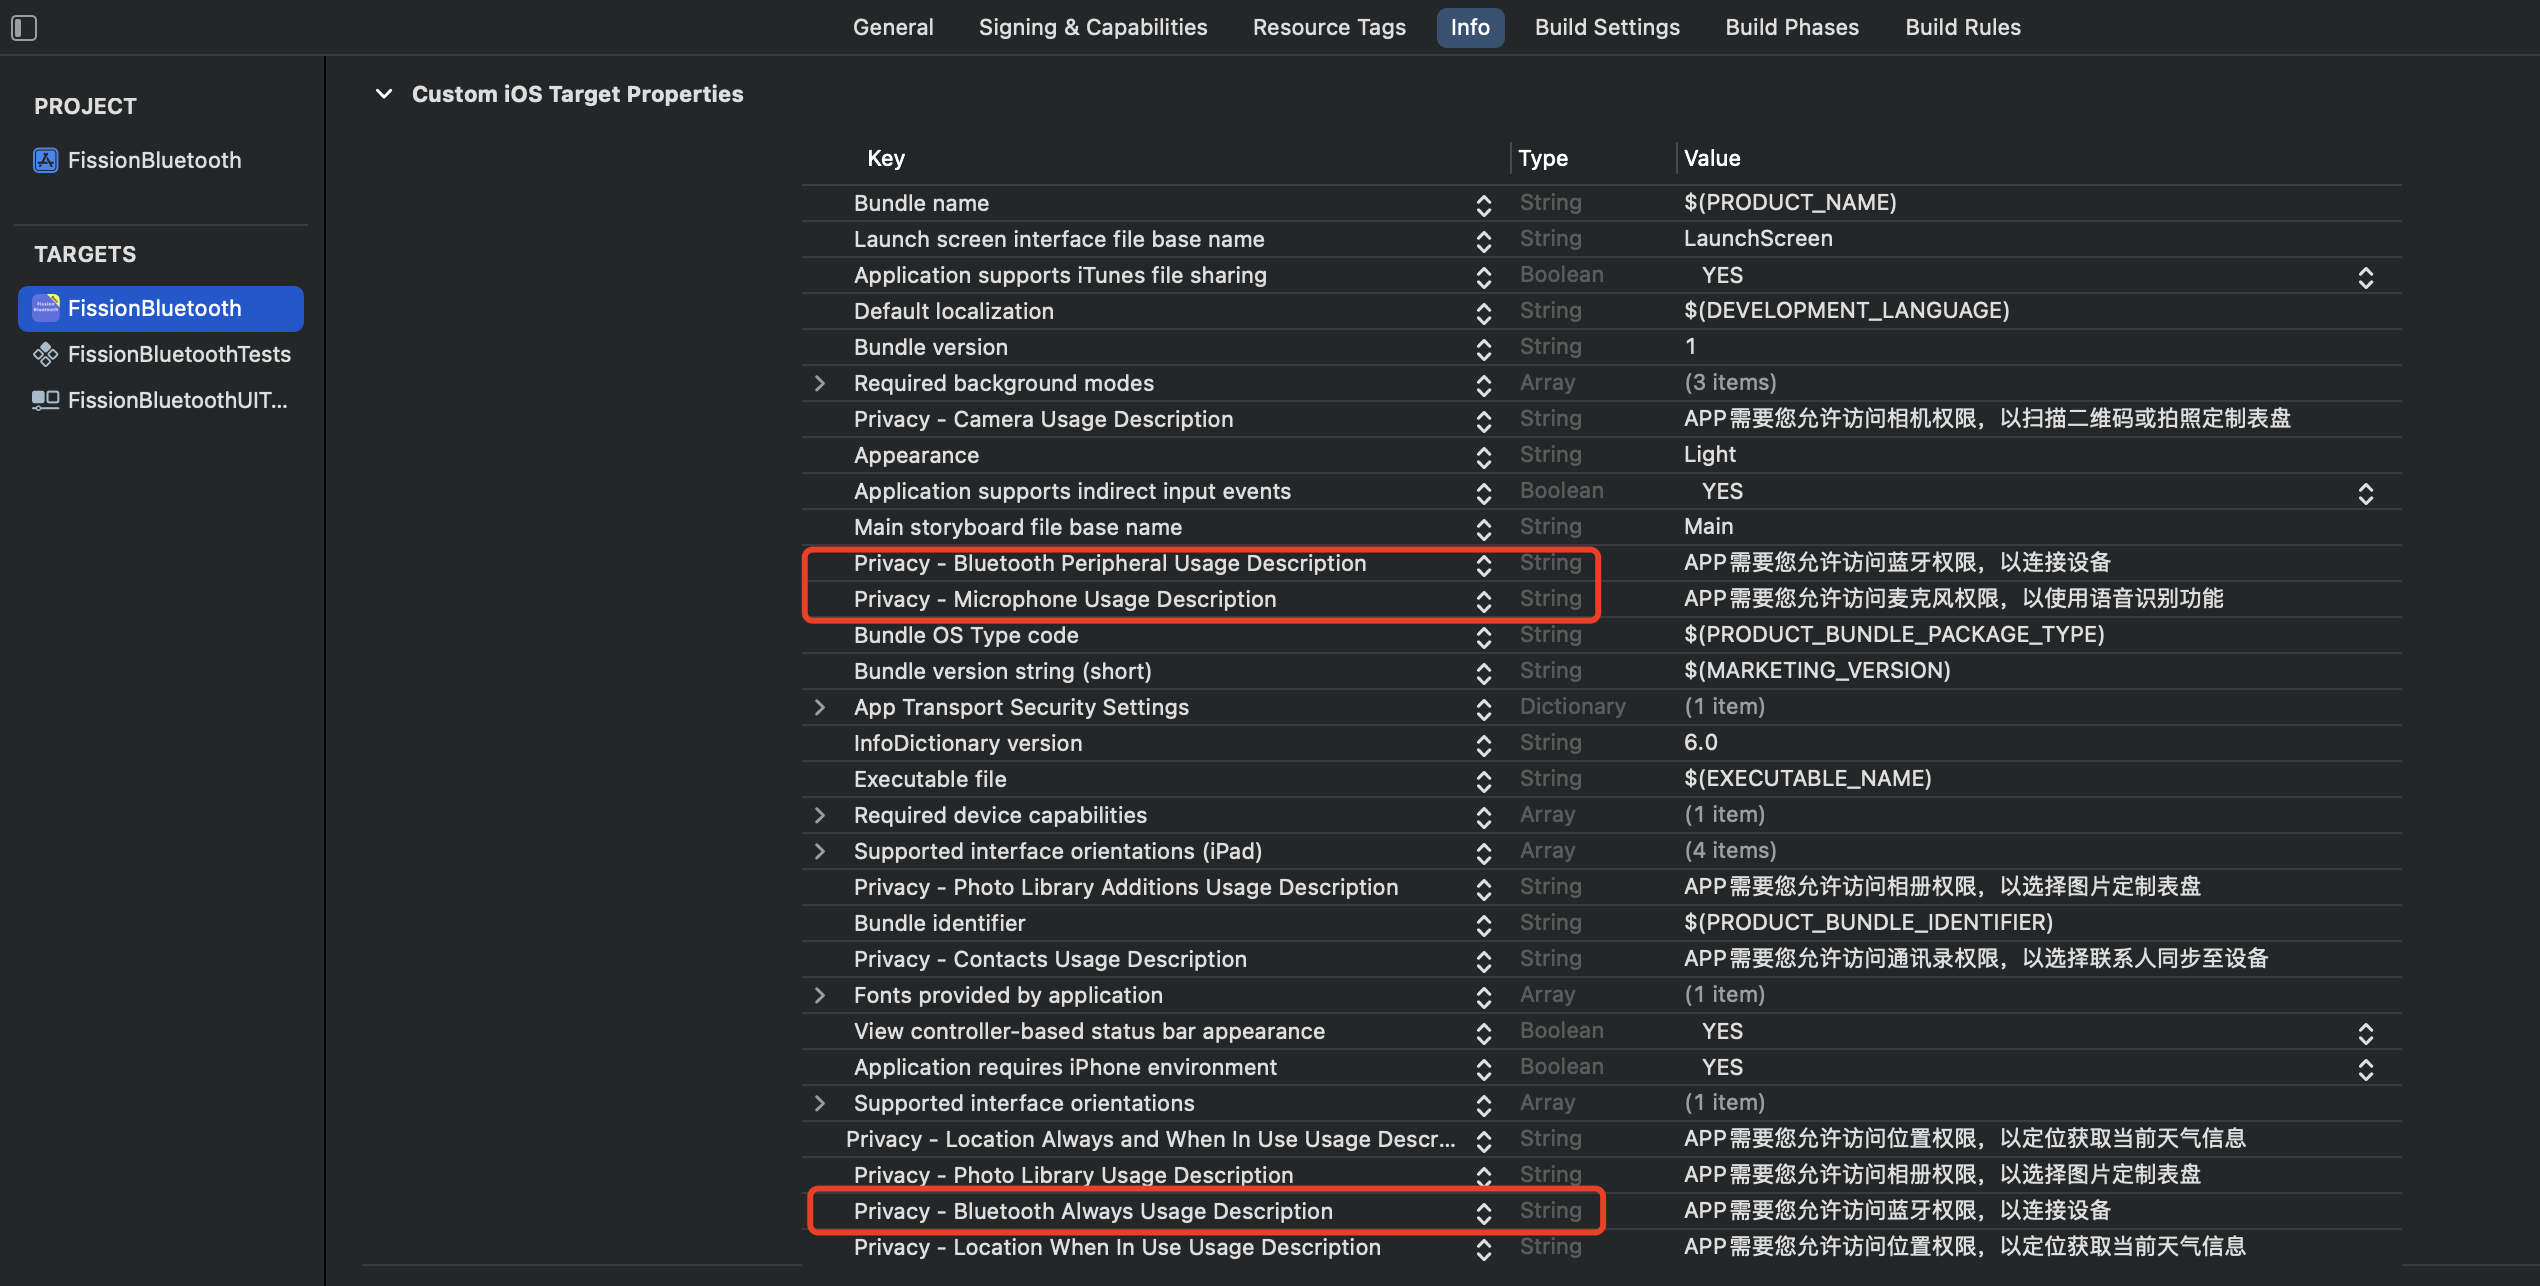 General Signing & Capabilities Resource Tags Info Build Settings Build Phases Build Rules
PROJECT
FissionBluetooth
TARGETS
FissionBluetooth
FissionBluetoothTests
FissionBluetoothUIT...
Custom iOS Target Properties
Key Type Value
Bundle name String $(PRODUCT_NAME)
Launch screen interface file base name String LaunchScreen
Application supports iTunes file sharing Boolean YES
Default localization String $(DEVELOPMENT_LANGUAGE)
Bundle version String 1
Required background modes Array (3 items)
Privacy - Camera Usage Description String APP需要您允许访问相机权限，以扫描二维码或拍照定制表盘
Appearance String Light
Application supports indirect input events Boolean YES
Main storyboard file base name String Main
Privacy - Bluetooth Peripheral Usage Description String APP需要您允许访问蓝牙权限，以连接设备
Privacy - Microphone Usage Description String APP需要您允许访问麦克风权限，以使用语音识别功能
Bundle OS Type code String $(PRODUCT_BUNDLE_PACKAGE_TYPE)
Bundle version string (short) String $(MARKETING_VERSION)
App Transport Security Settings Dictionary (1 item)
InfoDictionary version String 6.0
Executable file String $(EXECUTABLE_NAME)
Required device capabilities Array (1 item)
Supported interface orientations (iPad) Array (4 items)
Privacy - Photo Library Additions Usage Description String APP需要您允许访问相册权限，以选择图片定制表盘
Bundle identifier String $(PRODUCT_BUNDLE_IDENTIFIER)
Privacy - Contacts Usage Description String APP需要您允许访问通讯录权限，以选择联系人同步至设备
Fonts provided by application Array (1 item)
View controller-based status bar appearance Boolean YES
Application requires iPhone environment Boolean YES
Supported interface orientations Array (1 item)
Privacy - Location Always and When In Use Usage Descr... String APP需要您允许访问位置权限，以定位获取当前天气信息
Privacy - Photo Library Usage Description String APP需要您允许访问相册权限，以选择图片定制表盘
Privacy - Bluetooth Always Usage Description String APP需要您允许访问蓝牙权限，以连接设备
Privacy - Location When In Use Usage Description String APP需要您允许访问位置权限，以定位获取当前天气信息